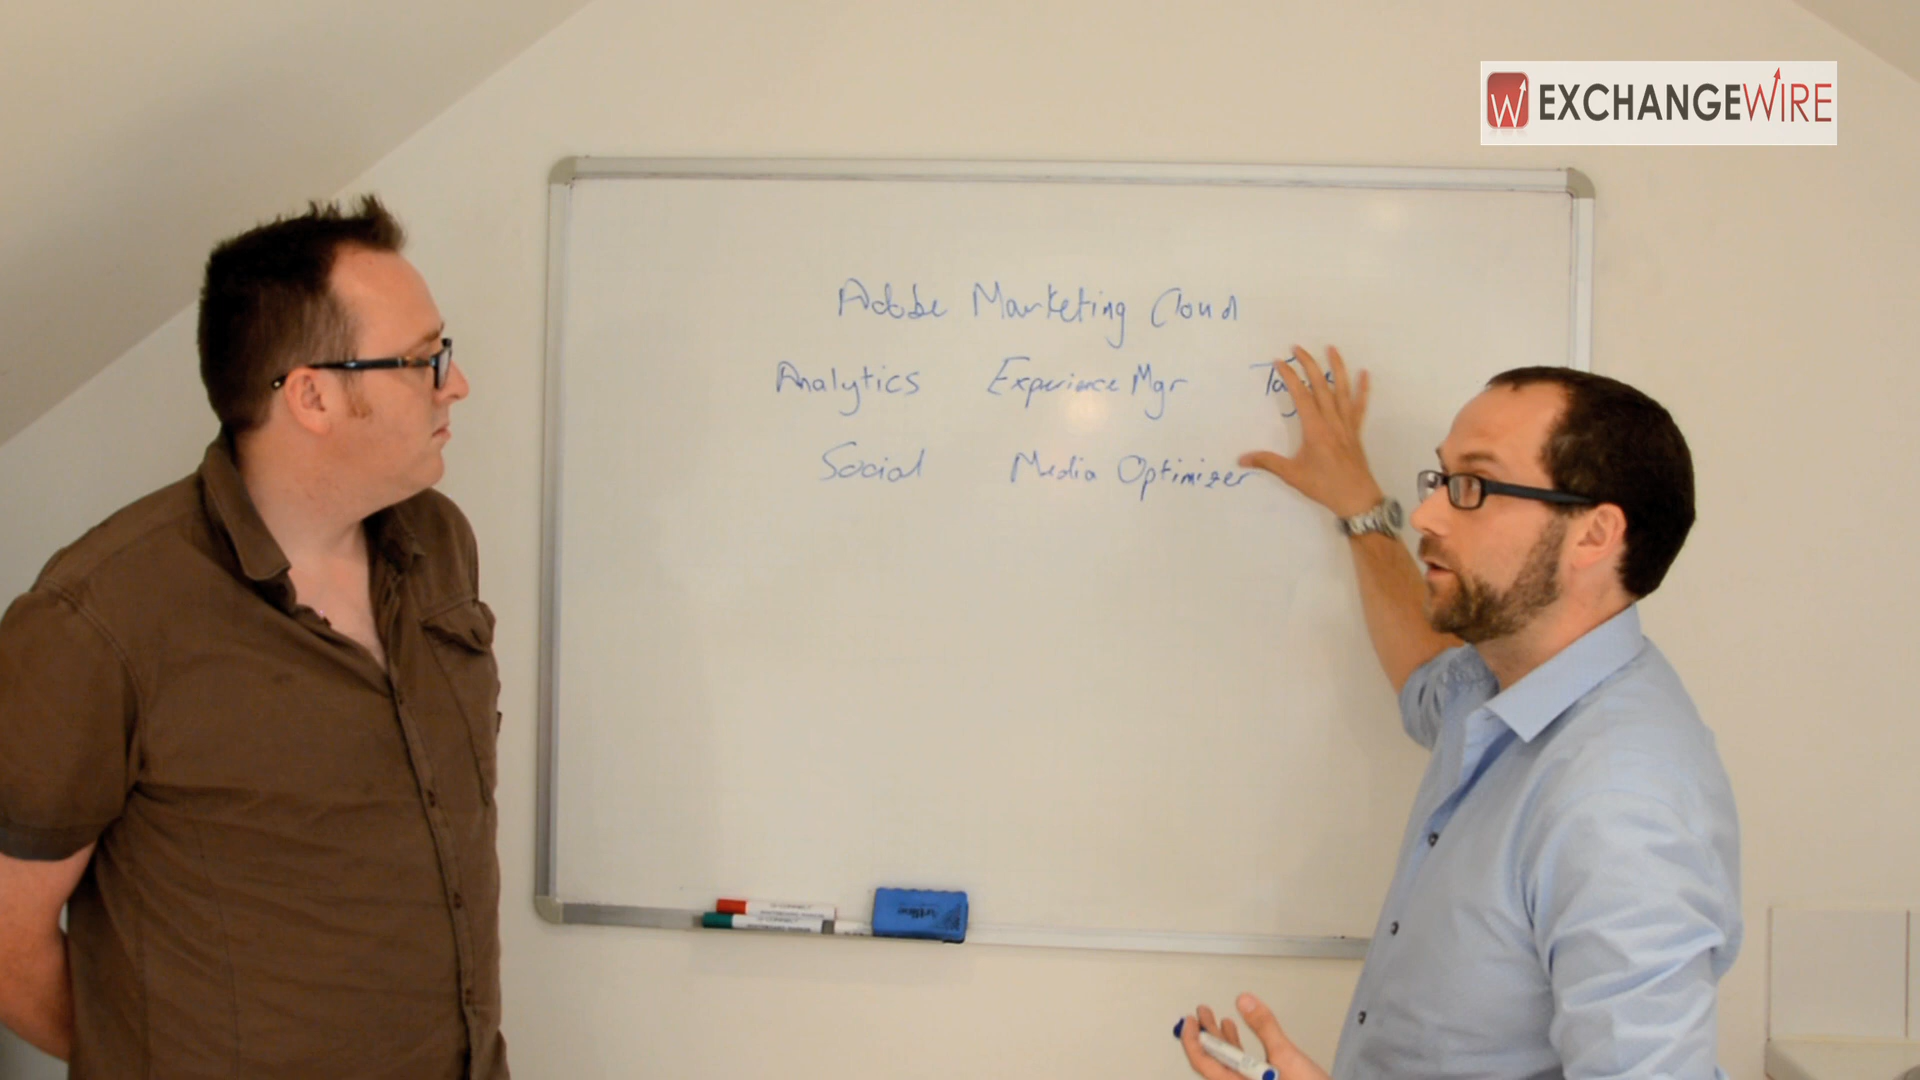 EXCHANGEWIRE
Adobe Marketing Cloud
Analytics Experience Mgr
Social Media Optimizer